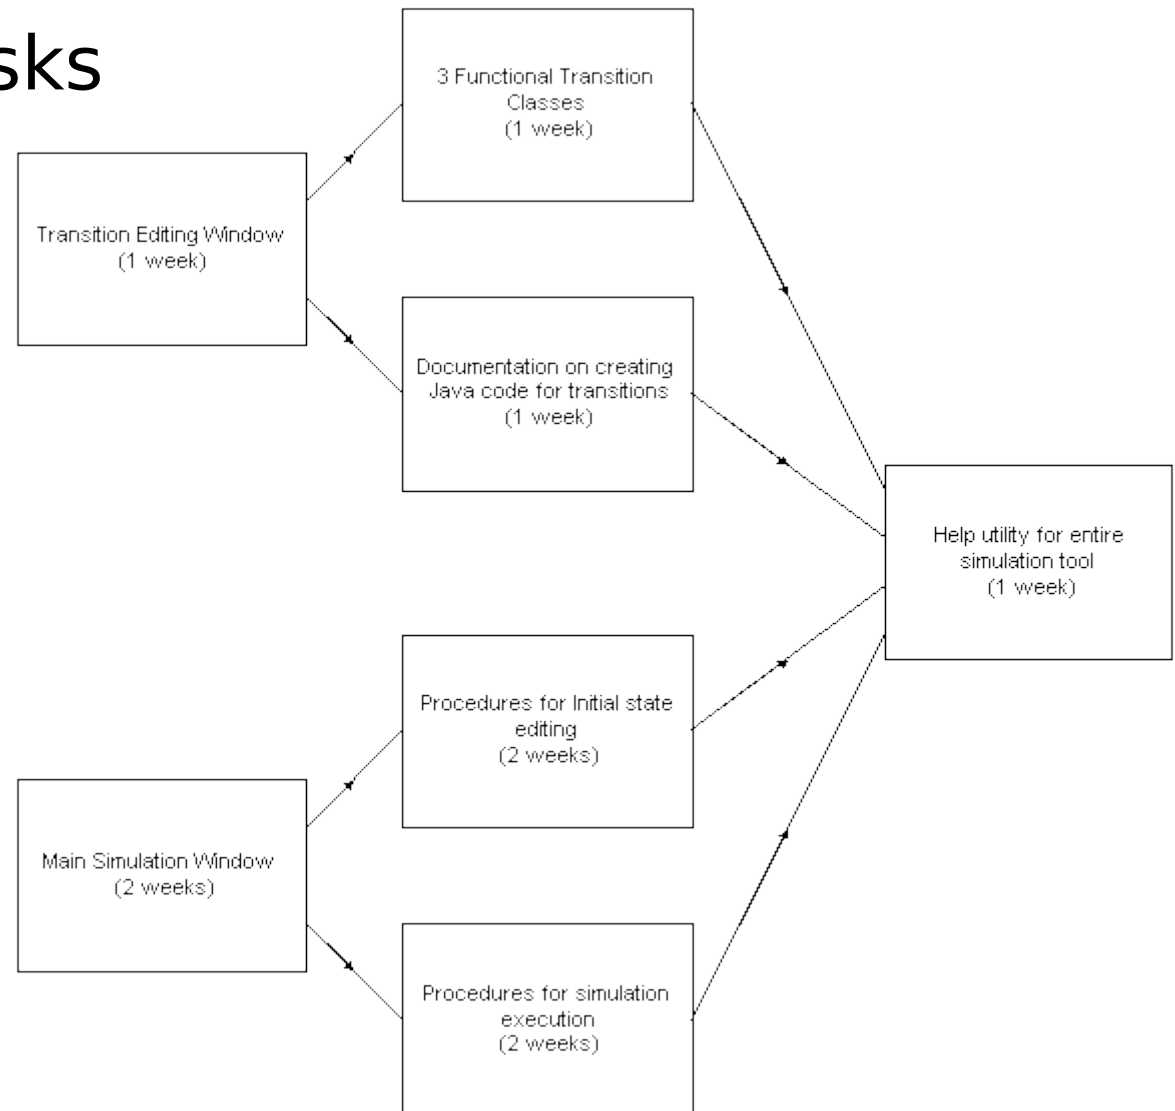 sks
3 Functional Transition
Classes
(1 week)
Transition Editing Window
(1 week)
Documentation on creating
Java code for transitions
(1 week)
Help utility for entire
simulation tool
(1 week)
Procedures for Initial state
editing
(2 weeks)
Main Simulation Window
(2 weeks)
Procedures for simulation
execution
(2 weeks)